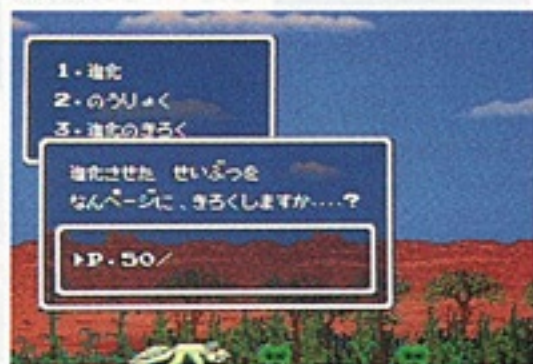 1・進化
2・のうりょく
3・進化のきろく
進化させた せいぶつを
なんページに、きろくしますか‥‥?
▶P・50/